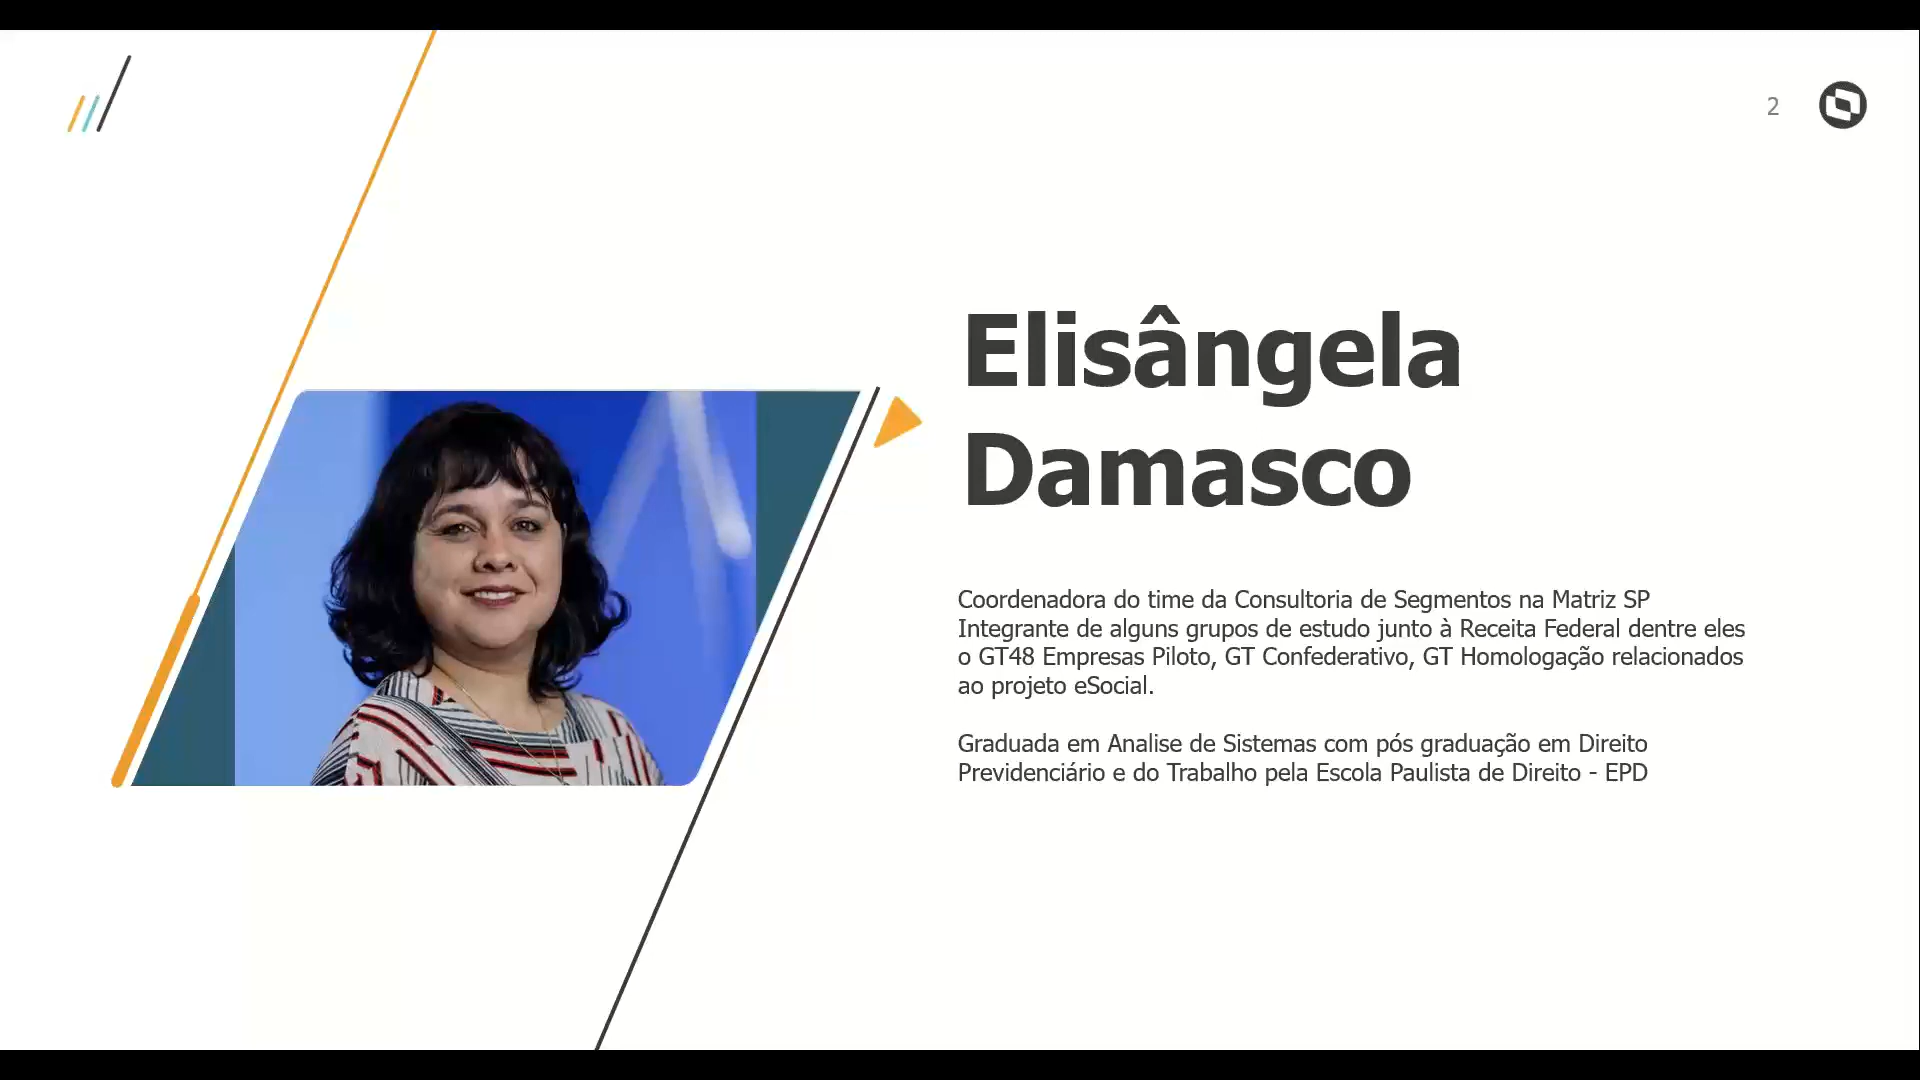 2
Elisângela
Damasco
Coordenadora do time da Consultoria de Segmentos na Matriz SP
Integrante de alguns grupos de estudo junto à Receita Federal dentre eles
o GT48 Empresas Piloto, GT Confederativo, GT Homologação relacionados
ao projeto eSocial.
Graduada em Analise de Sistemas com pós graduação em Direito
Previdenciário e do Trabalho pela Escola Paulista de Direito - EPD